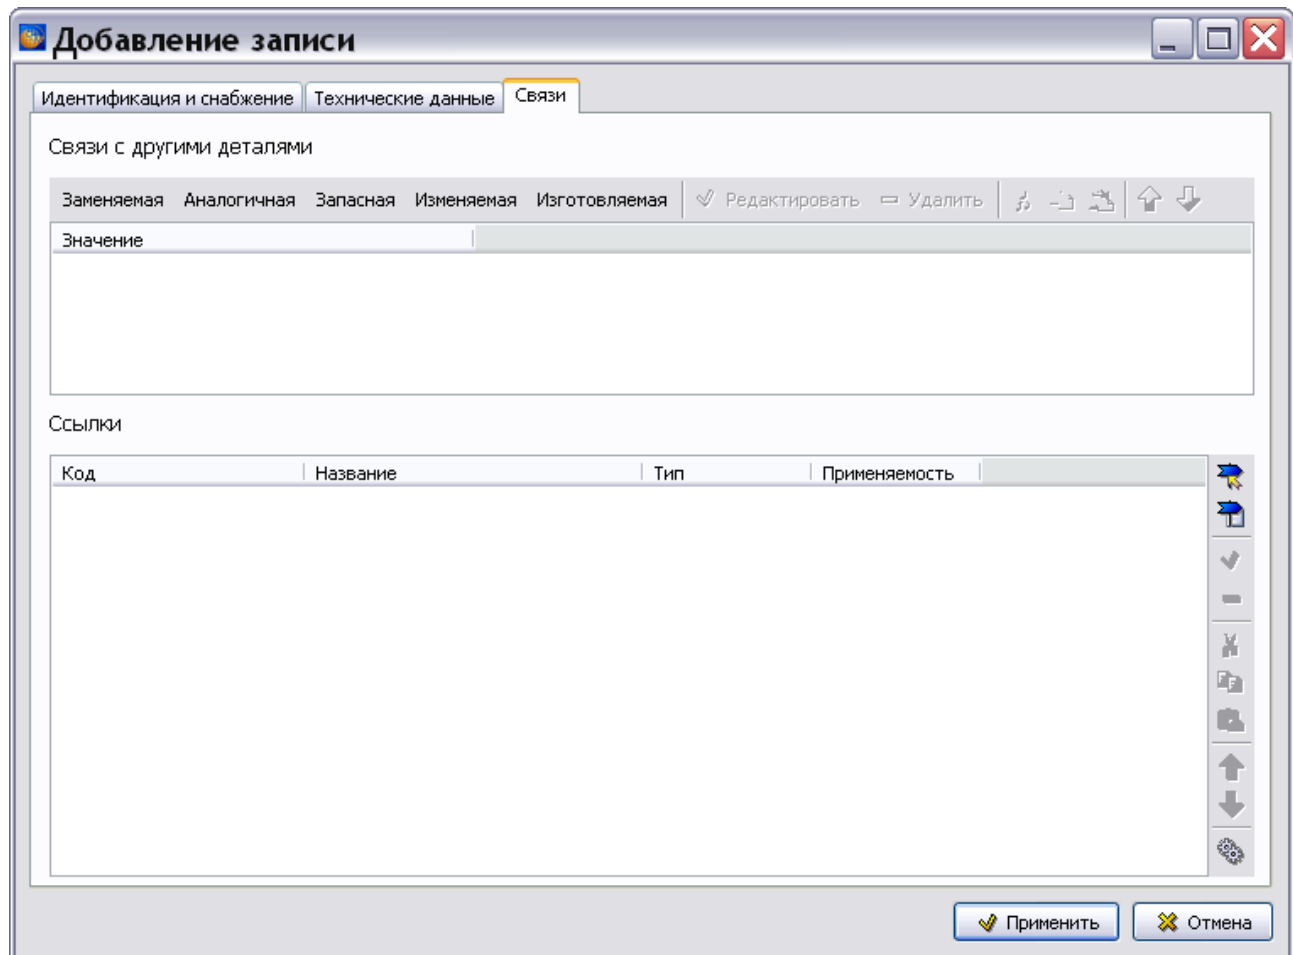 Добавление записи
Идентификация и снабжение Технические данные Связи
Связи с другими деталями
Заменяемая Аналогичная Запасная Изменяемая Изготовляемая Редактировать Удалить
Значение
Ссылки
Код Название Тип Применяемость
Применить Отмена